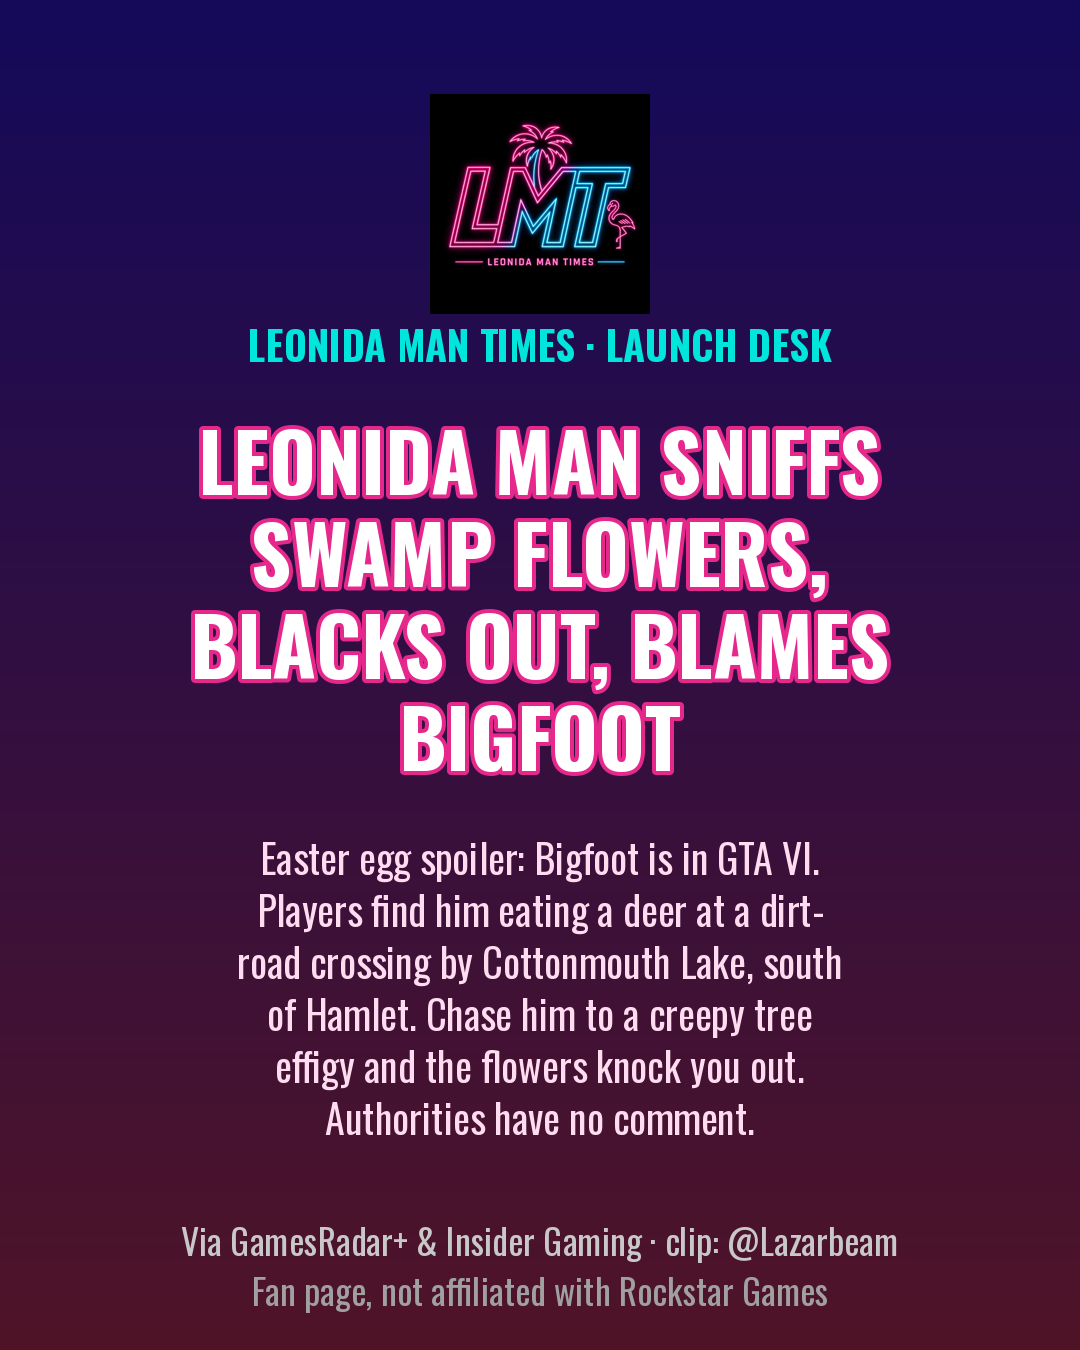 LMT
LEONIDA MAN TIMES
LEONIDA MAN TIMES · LAUNCH DESK
LEONIDA MAN SNIFFS
SWAMP FLOWERS,
BLACKS OUT, BLAMES
BIGFOOT
Easter egg spoiler: Bigfoot is in GTA VI.
Players find him eating a deer at a dirt-
road crossing by Cottonmouth Lake, south
of Hamlet. Chase him to a creepy tree
effigy and the flowers knock you out.
Authorities have no comment.
Via GamesRadar+ & Insider Gaming · clip: @Lazarbeam
Fan page, not affiliated with Rockstar Games